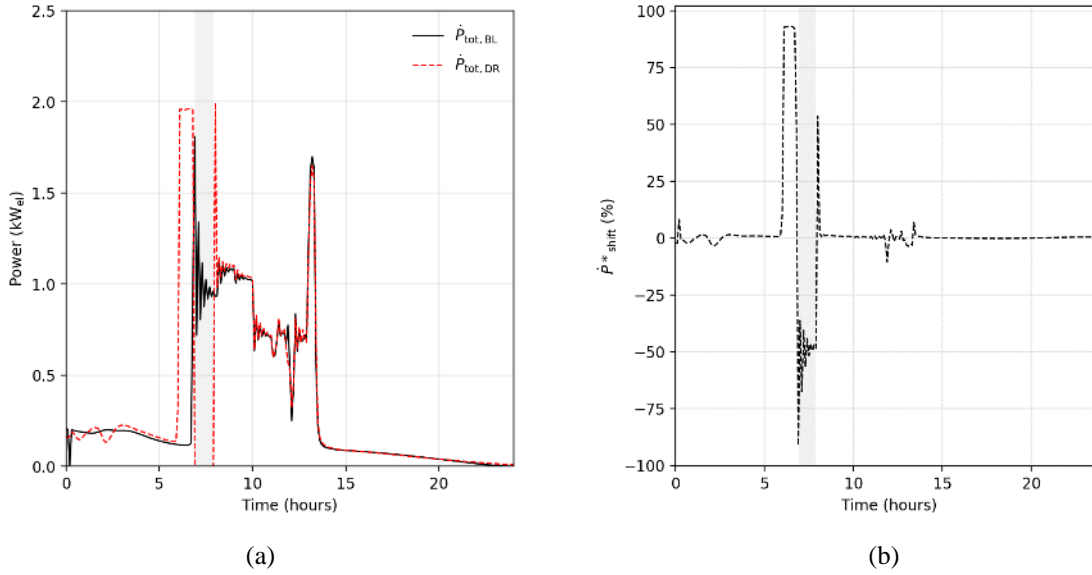 2.5
2.0
1.5
1.0
0.5
0.0
Power (kWel)
Ṗtot, BL
Ṗtot, DR
0 5 10 15 20
Time (hours)
(a)
100
75
50
25
0
−25
−50
−75
−100
Ṗ* shift (%)
0 5 10 15 20
Time (hours)
(b)